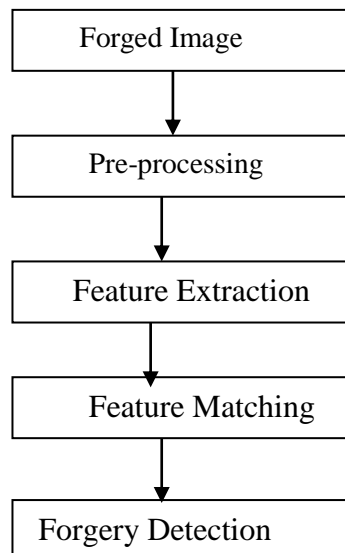 Forged Image
Pre-processing
Feature Extraction
Feature Matching
Forgery Detection